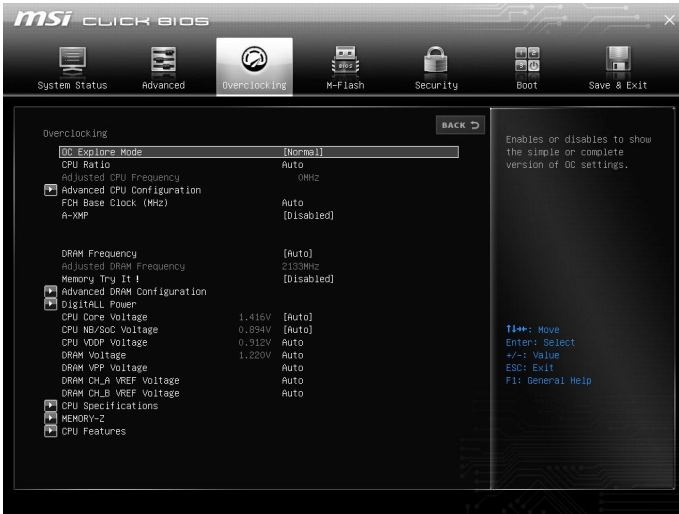 msi CLICK BIOS
System Status Advanced Overclocking M-Flash Security Boot Save & Exit
BACK
Overclocking
OC Explore Mode [Normal]
CPU Ratio Auto
Adjusted CPU Frequency 0MHz
Advanced CPU Configuration
FCH Base Clock (MHz) Auto
A-XMP [Disabled]
DRAM Frequency [Auto]
Adjusted DRAM Frequency 2133MHz
Memory Try It ! [Disabled]
Advanced DRAM Configuration
DigitALL Power
CPU Core Voltage 1.416V [Auto]
CPU NB/SoC Voltage 0.894V [Auto]
CPU VDDP Voltage 0.912V Auto
DRAM Voltage 1.220V Auto
DRAM VPP Voltage Auto
DRAM CH_A VREF Voltage Auto
DRAM CH_B VREF Voltage Auto
CPU Specifications
MEMORY-Z
CPU Features
Enables or disables to show
the simple or complete
version of OC settings.
↑↓→←: Move
Enter: Select
+/-: Value
ESC: Exit
F1: General Help